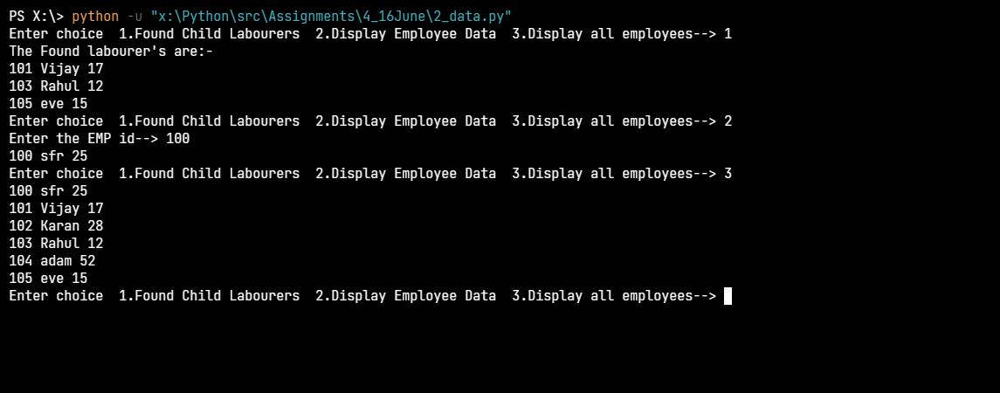 PS X:\> python -u "x:\Python\src\Assignments\4_16June\2_data.py"
Enter choice  1.Found Child Labourers  2.Display Employee Data  3.Display all employees--> 1
The Found labourer's are:-
101 Vijay 17
103 Rahul 12
105 eve 15
Enter choice  1.Found Child Labourers  2.Display Employee Data  3.Display all employees--> 2
Enter the EMP id--> 100
100 sfr 25
Enter choice  1.Found Child Labourers  2.Display Employee Data  3.Display all employees--> 3
100 sfr 25
101 Vijay 17
102 Karan 28
103 Rahul 12
104 adam 52
105 eve 15
Enter choice  1.Found Child Labourers  2.Display Employee Data  3.Display all employees-->